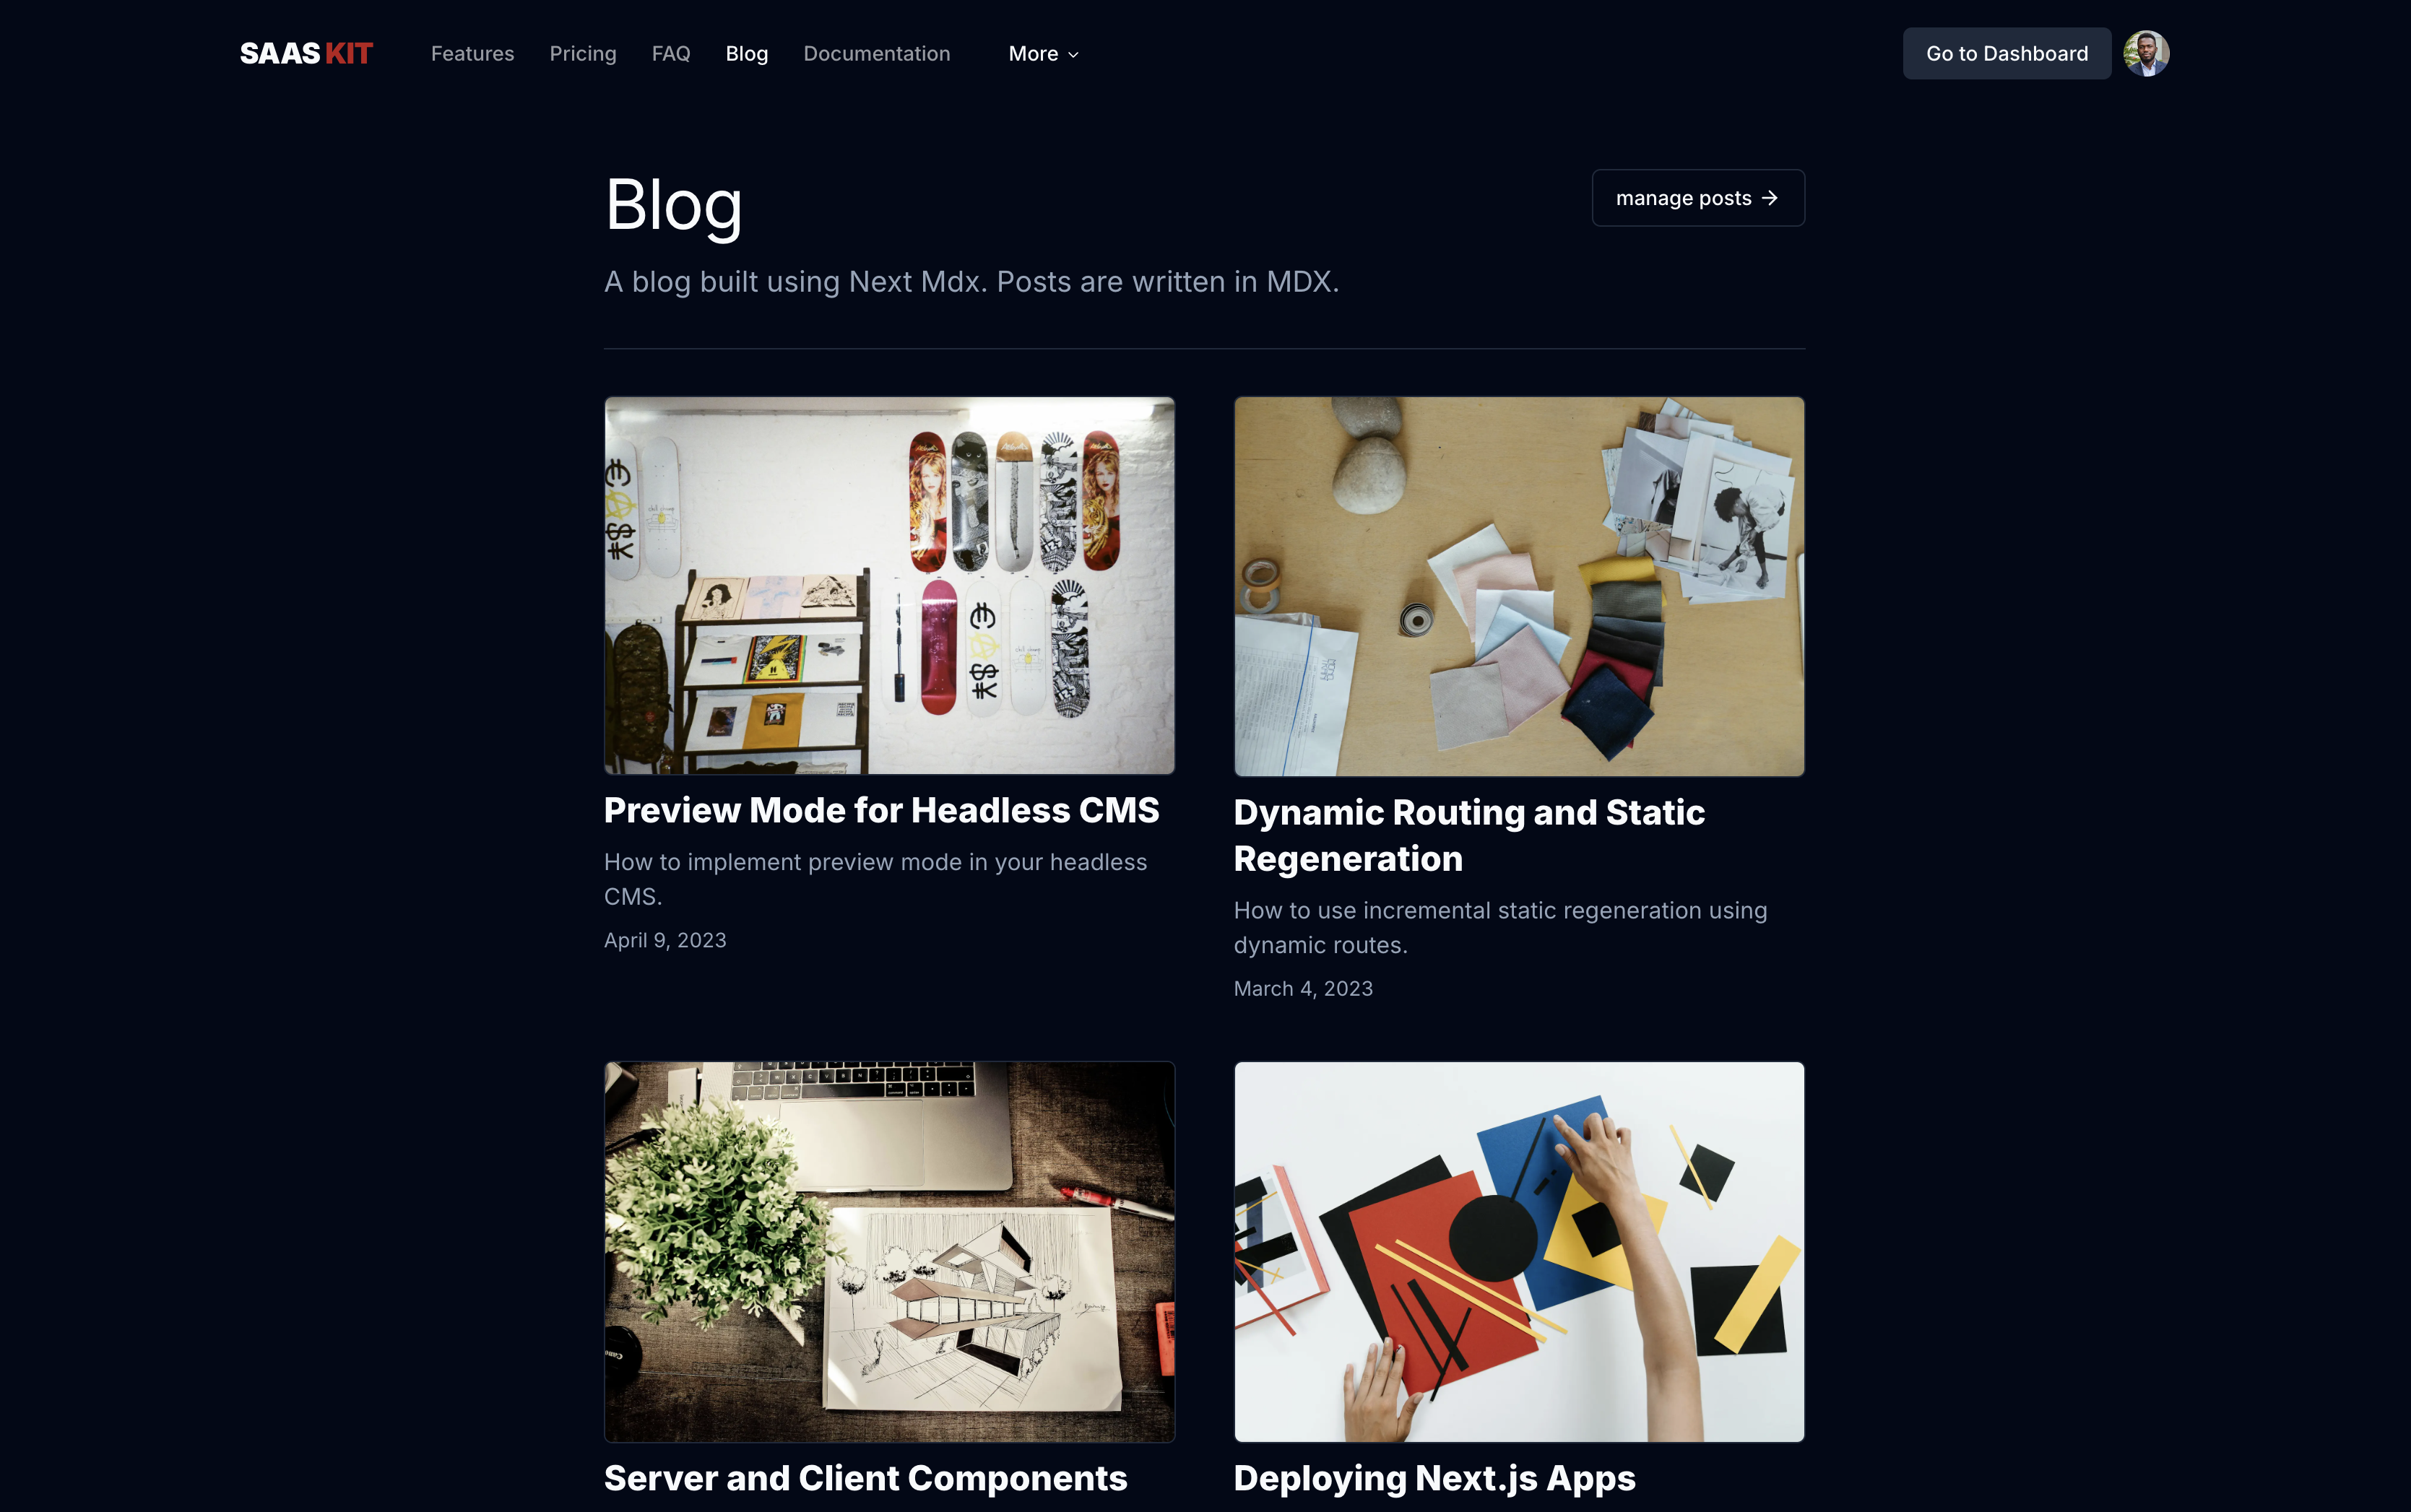 SAAS KIT
Features
Pricing
FAQ
Blog
Documentation
More
Go to Dashboard
Blog
manage posts →
A blog built using Next Mdx. Posts are written in MDX.
Preview Mode for Headless CMS
How to implement preview mode in your headless
CMS.
April 9, 2023
Dynamic Routing and Static
Regeneration
How to use incremental static regeneration using
dynamic routes.
March 4, 2023
Server and Client Components
Deploying Next.js Apps